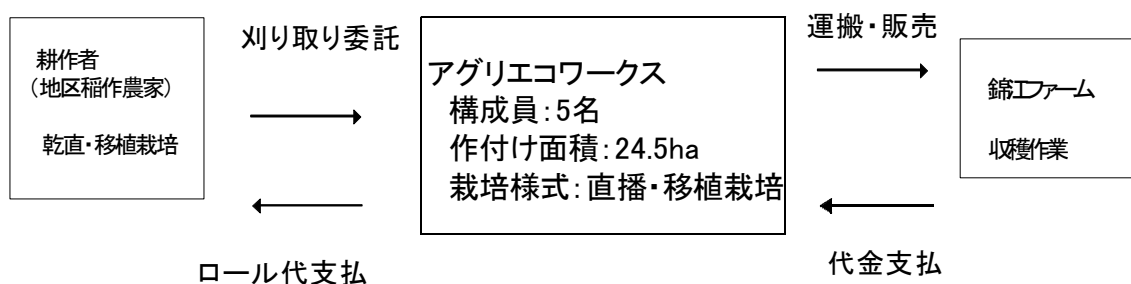 刈り取り委託
運搬・販売
耕作者
(地区稲作農家)
乾直・移植栽培
アグリエコワークス
構成員:5名
作付け面積:24.5ha
栽培様式:直播・移植栽培
錦江ファーム
収穫作業
ロール代支払
代金支払